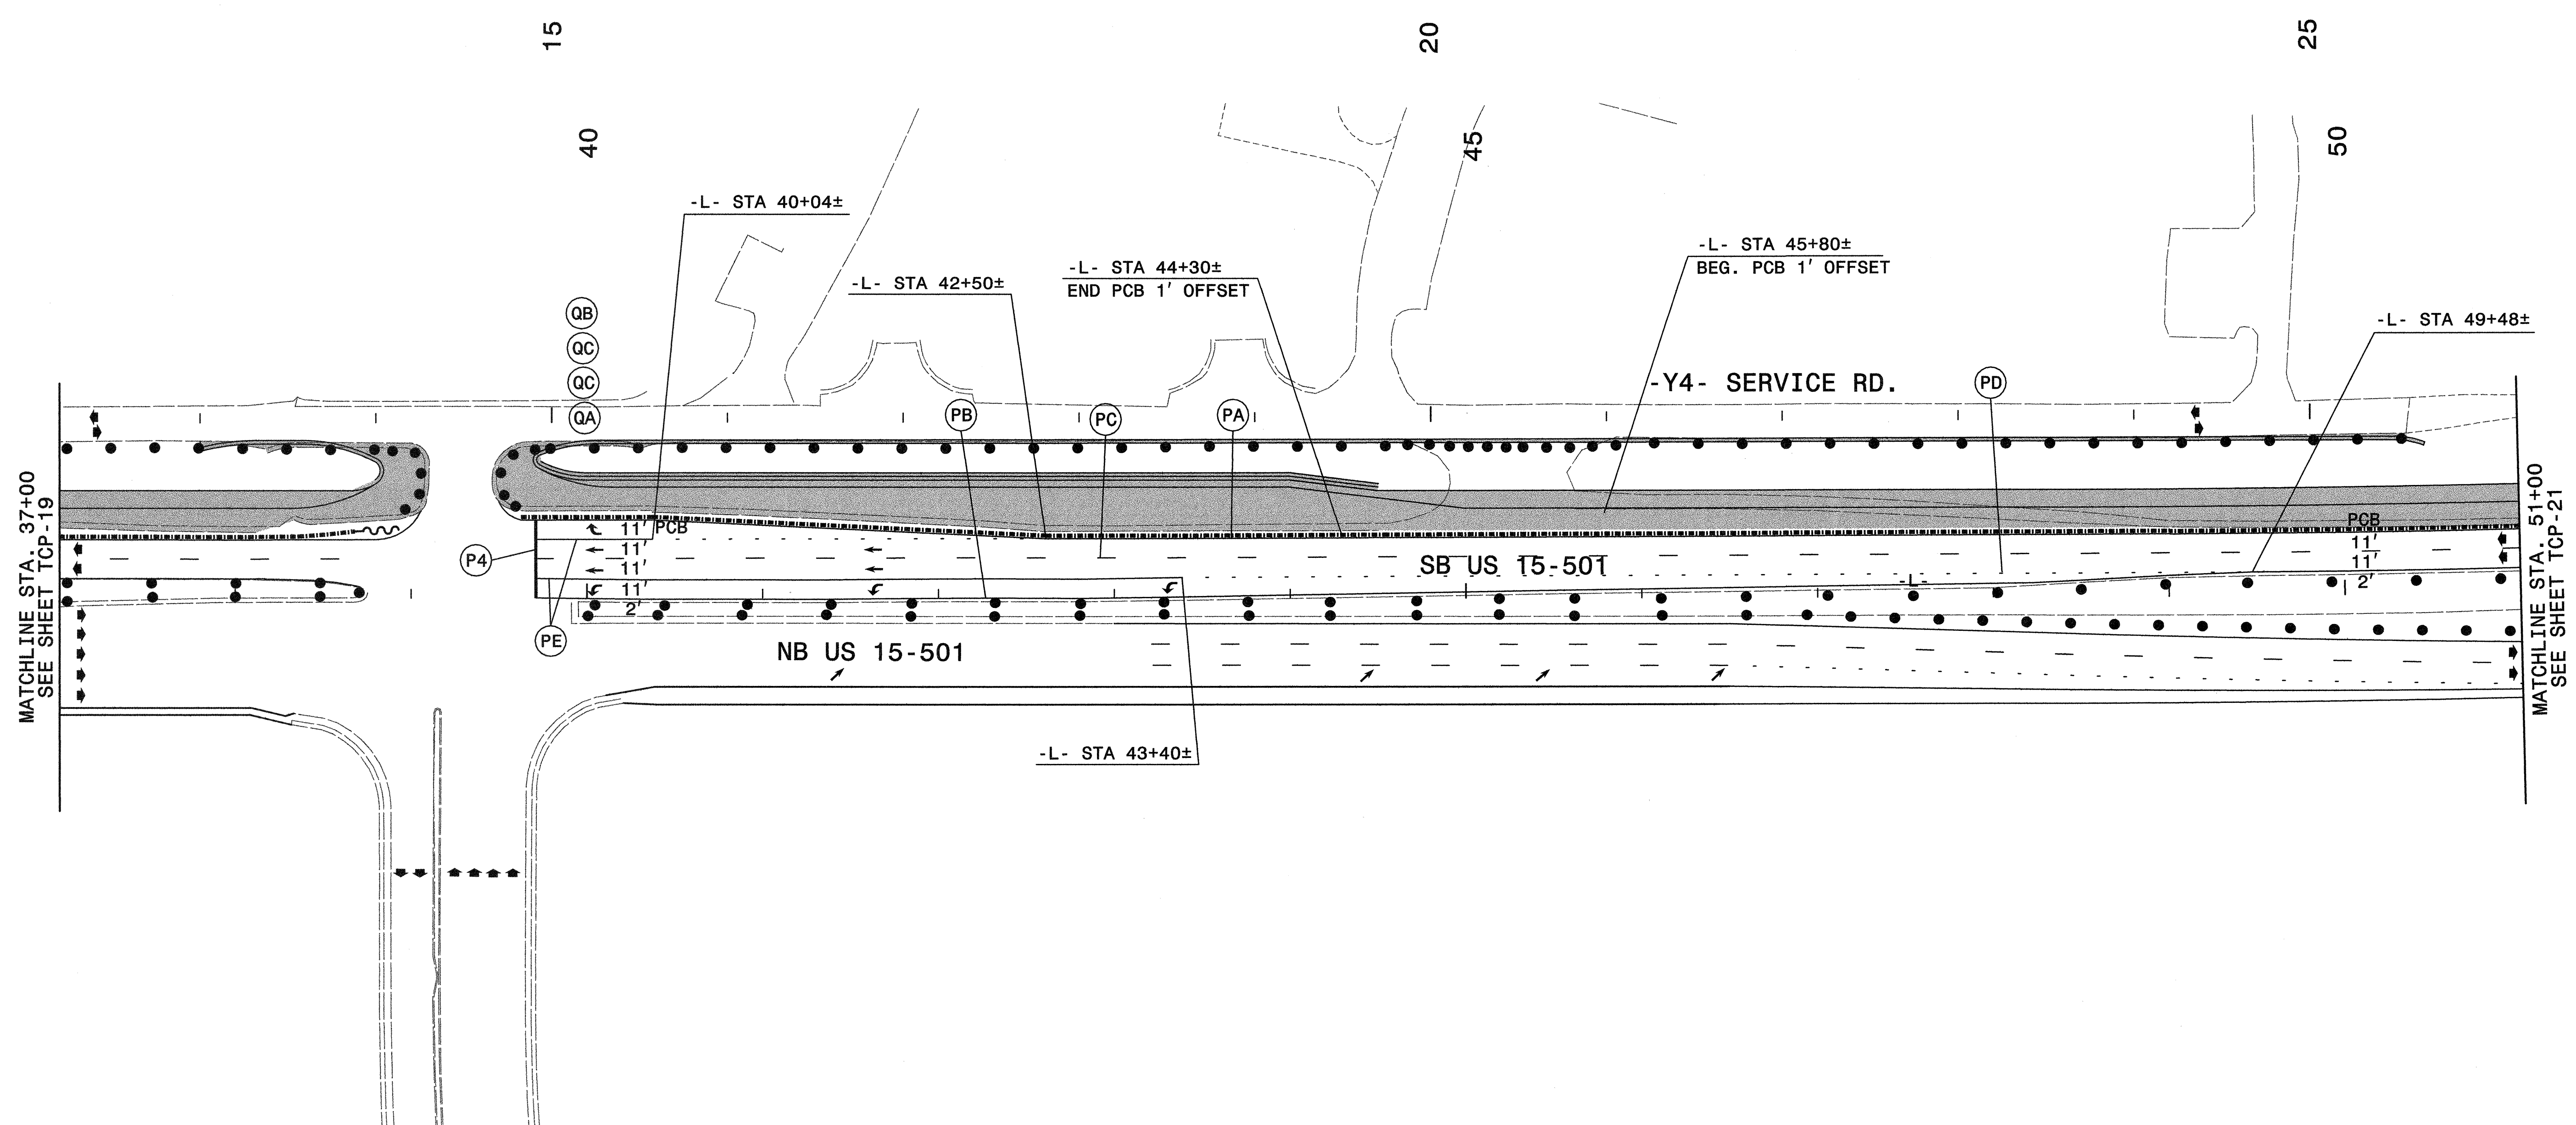 15
20
25
40
45
50
-L- STA 40+04±
-L- STA 42+50±
-L- STA 44+30±
END PCB 1' OFFSET
-L- STA 45+80±
BEG. PCB 1' OFFSET
-L- STA 49+48±
QB
QC
QC
QA
PB
PC
PA
-Y4- SERVICE RD.
PD
MATCHLINE STA. 37+00
SEE SHEET TCP-19
P4
11' PCB
11'
11'
11'
2'
PE
SB US 15-501
-L-
PCB
11'
11'
2'
NB US 15-501
-L- STA 43+40±
MATCHLINE STA. 51+00
SEE SHEET TCP-21